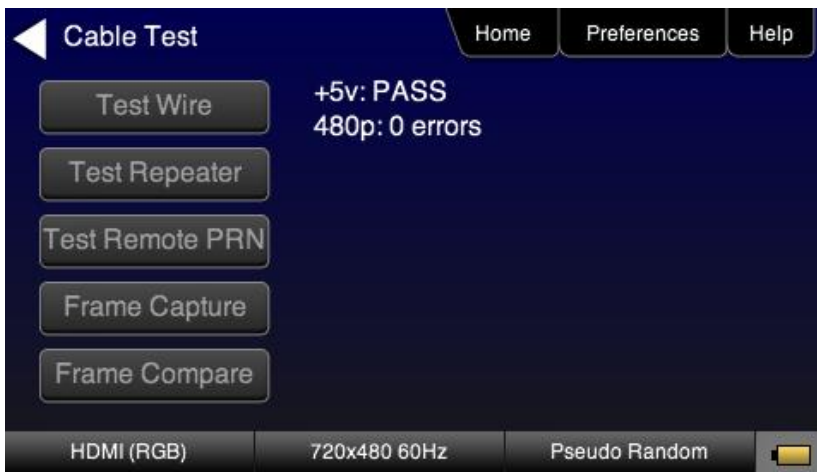 Cable Test
Home
Preferences
Help
Test Wire
Test Repeater
Test Remote PRN
Frame Capture
Frame Compare
+5v: PASS
480p: 0 errors
HDMI (RGB)
720x480 60Hz
Pseudo Random